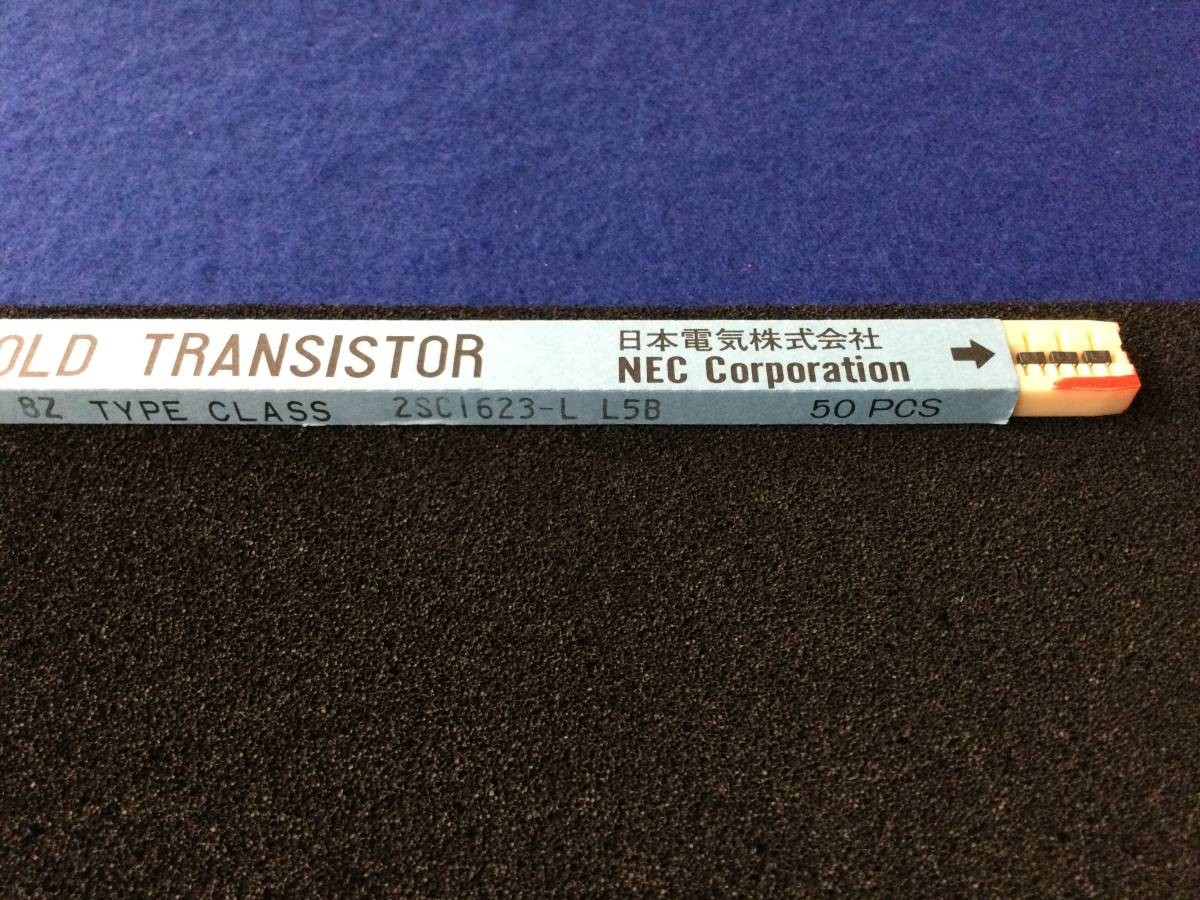 OLD TRANSISTOR
日本電気株式会社
NEC Corporation
8Z TYPE CLASS 2SC1623-L L5B 50 PCS